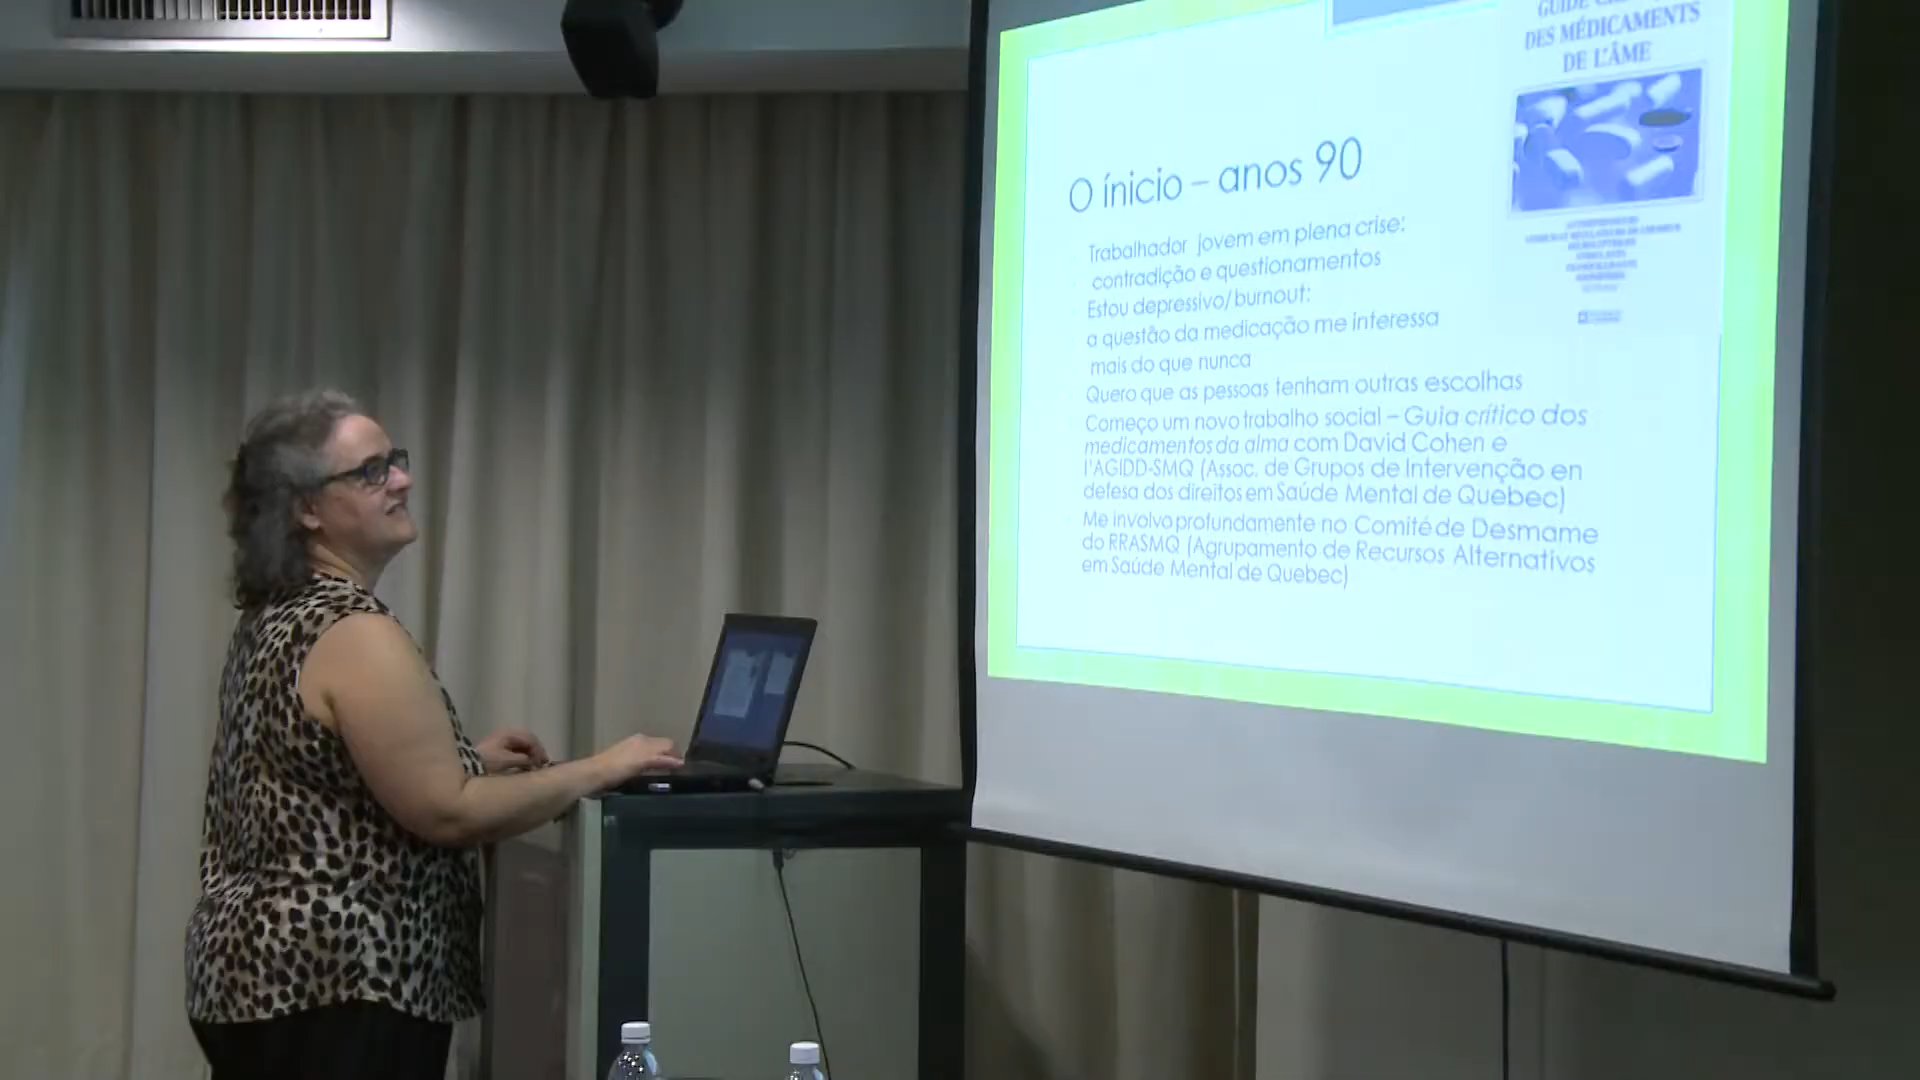 O ínicio – anos 90
Trabalhador jovem em plena crise:
contradição e questionamentos
Estou depressivo/burnout:
a questão da medicação me interessa
mais do que nunca
Quero que as pessoas tenham outras escolhas
Começo um novo trabalho social – Guia crítico dos
medicamentos da alma com David Cohen e
l'AGIDD-SMQ (Assoc. de Grupos de Intervenção en
defesa dos direitos em Saúde Mental de Quebec)
Me involvo profundamente no Comité de Desmame
do RRASMQ (Agrupamento de Recursos Alternativos
em Saúde Mental de Quebec)
GUIDE
DES MÉDICAMENTS
DE L'ÂME